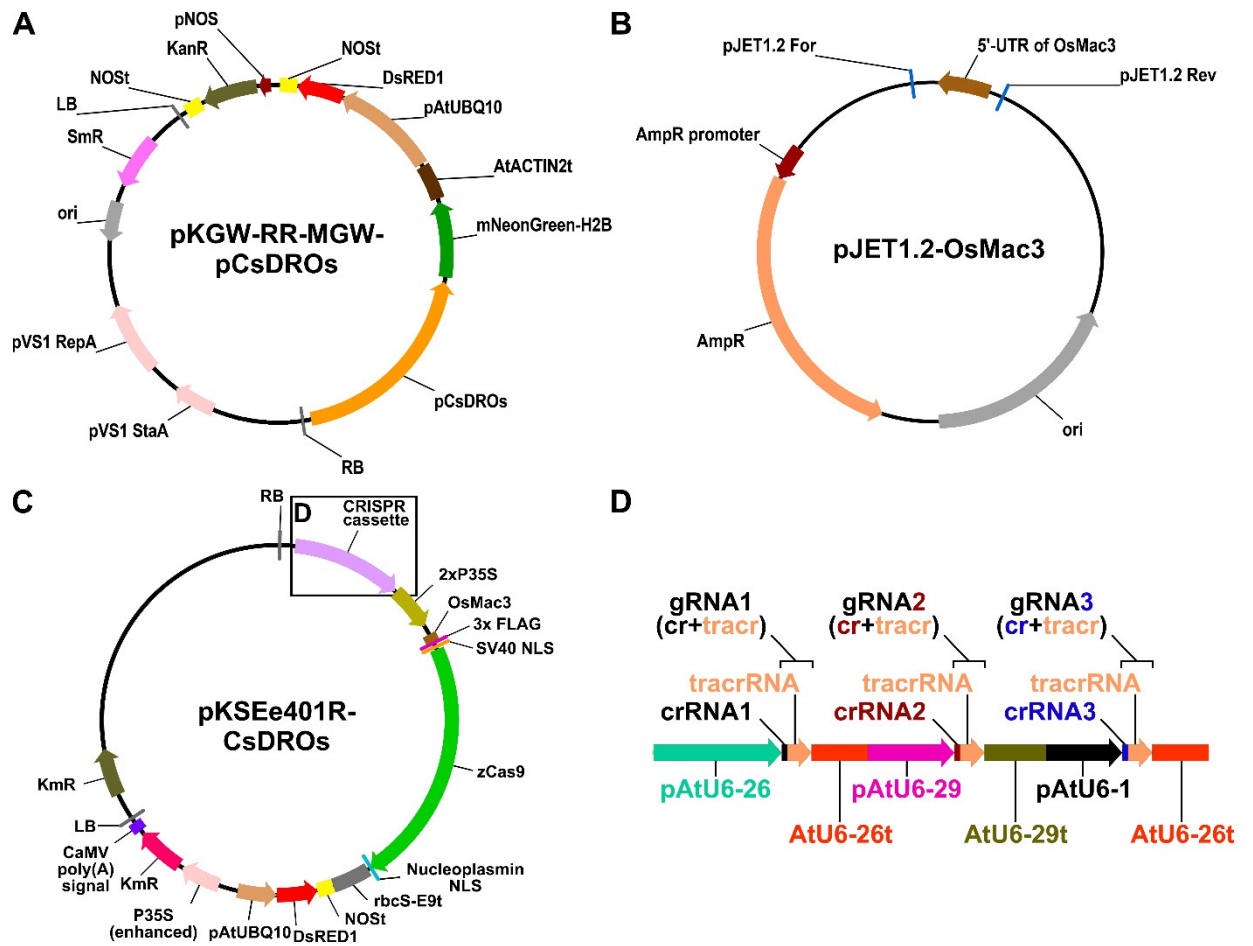 A
pNOS
KanR
NOSt
NOSt
DsRED1
LB
pAtUBQ10
SmR
AtACTIN2t
ori
mNeonGreen-H2B
pKGW-RR-MGW-
pCsDROs
pVS1 RepA
pCsDROs
pVS1 StaA
RB
B
pJET1.2 For
5'-UTR of OsMac3
pJET1.2 Rev
AmpR promoter
pJET1.2-OsMac3
AmpR
ori
C
RB
D
CRISPR
cassette
2xP35S
OsMac3
3x FLAG
SV40 NLS
pKSEe401R-
CsDROs
zCas9
KmR
LB
CaMV
poly(A)
signal
KmR
P35S
(enhanced)
pAtUBQ10
DsRED1
NOSt
rbcS-E9t
Nucleoplasmin
NLS
D
gRNA1
(cr+tracr)
gRNA2
(cr+tracr)
gRNA3
(cr+tracr)
tracrRNA
tracrRNA
tracrRNA
crRNA1
crRNA2
crRNA3
pAtU6-26
pAtU6-29
pAtU6-1
AtU6-26t
AtU6-29t
AtU6-26t